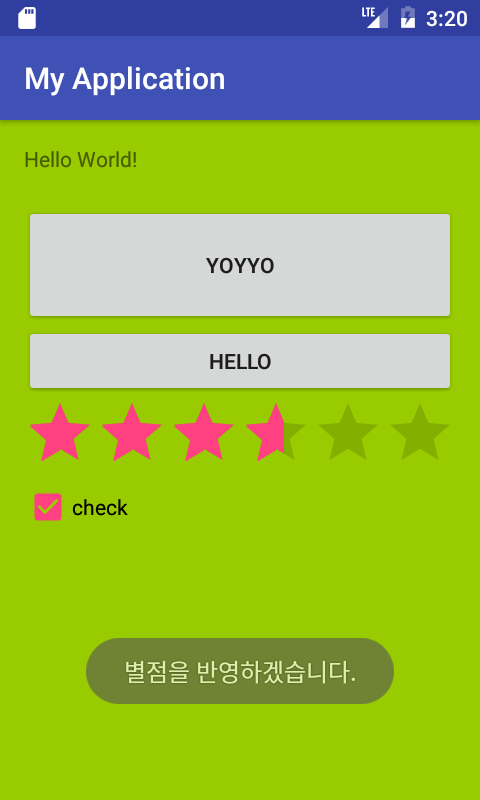 LTE 3:20
My Application
Hello World!
YOYYO
HELLO
check
별점을 반영하겠습니다.